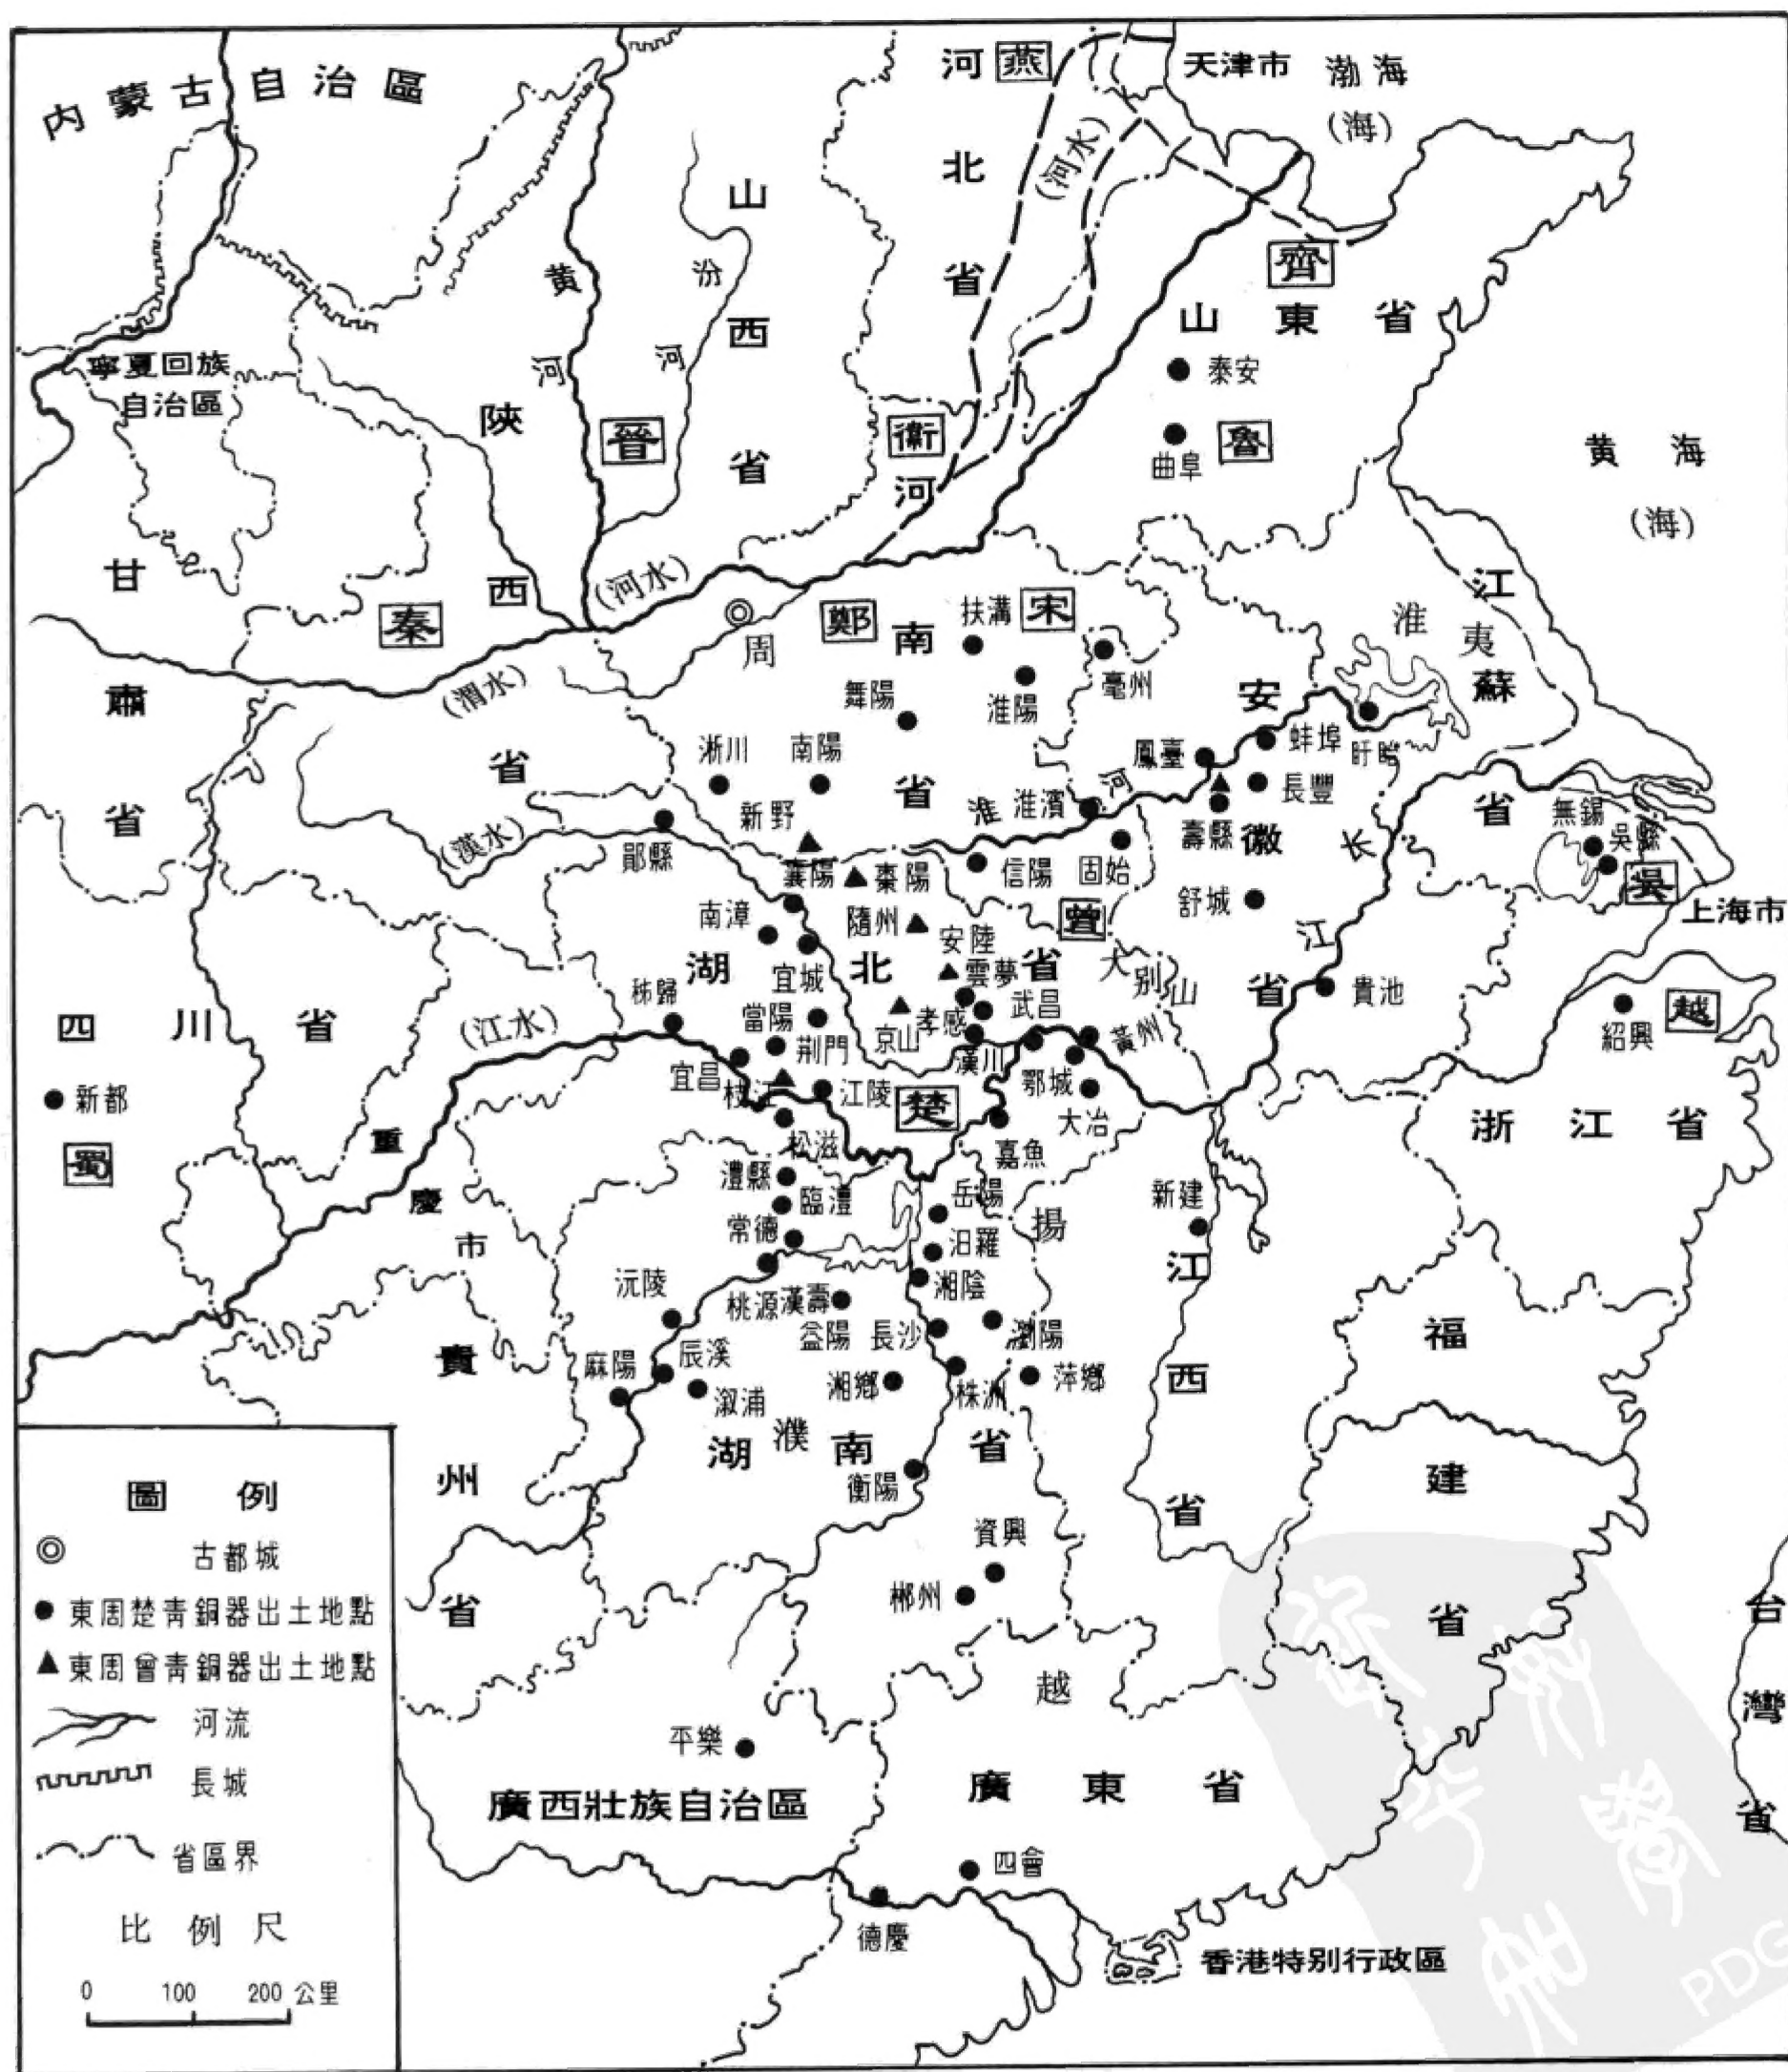 内蒙古自治區
河
燕
天津市
渤海
(海)
北
省
(河水)
山
西
省
汾
河
黄
河
齊
山東省
泰安
魯
曲阜
黄海
(海)
寧夏回族
自治區
陝
西
省
晉
衛
河
南
省
甘
肅
省
秦
(河水)
(渭水)
周
鄭
扶溝
宋
亳州
淮陽
舞陽
江
蘇
省
淮
夷
安
徽
省
淅川
南陽
新野
鳳臺
蚌埠
盱眙
長豐
壽縣
淮
河
淮濱
固始
信陽
無錫
吳縣
吳
上海市
(漢水)
鄖縣
襄陽
棗陽
南漳
隨州
宜城
安陸
雲夢
曾
舒城
长
江
大
别
山
湖
北
省
四川省
秭歸
(江水)
當陽
荆門
京山
孝感
武昌
漢川
黃州
貴池
紹興
越
新都
蜀
宜昌
枝江
江陵
楚
鄂城
大冶
浙江省
重
慶
市
松滋
嘉魚
澧縣
臨澧
岳陽
揚
新建
常德
汨羅
沅陵
桃源
漢壽
湘陰
江
西
省
益陽
長沙
瀏陽
福
建
省
貴
州
省
麻陽
辰溪
溆浦
湘鄉
株洲
萍鄉
湖
濮
南
省
衡陽
資興
郴州
越
台
灣
省
平樂
廣西壯族自治區
廣東省
四會
德慶
香港特别行政區
圖例
古都城
東周楚青銅器出土地點
東周曾青銅器出土地點
河流
長城
省區界
比例尺
0 100 200 公里
PDG